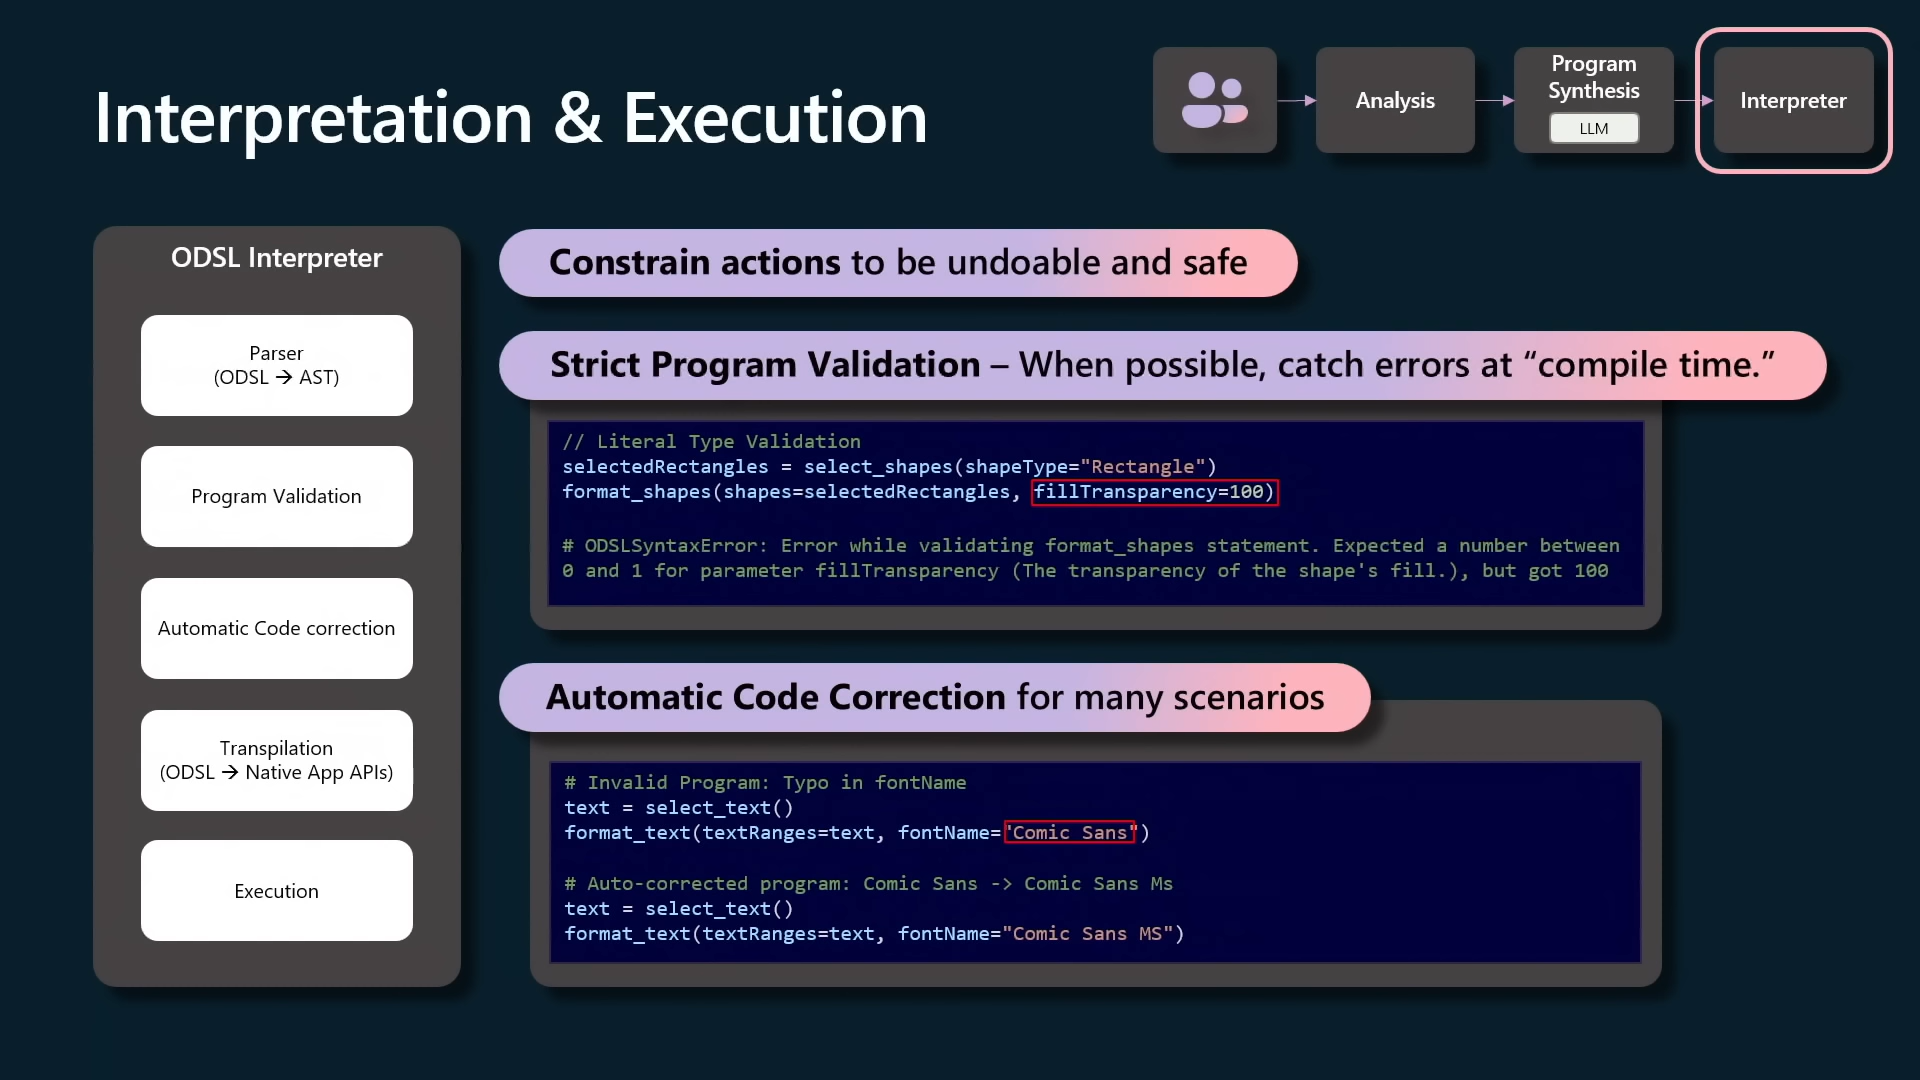 Interpretation & Execution
Analysis
Program
Synthesis
LLM
Interpreter
ODSL Interpreter
Parser
(ODSL → AST)
Program Validation
Automatic Code correction
Transpilation
(ODSL → Native App APIs)
Execution
Constrain actions to be undoable and safe
Strict Program Validation – When possible, catch errors at “compile time.”
// Literal Type Validation
selectedRectangles = select_shapes(shapeType="Rectangle")
format_shapes(shapes=selectedRectangles, fillTransparency=100)
# ODSLSyntaxError: Error while validating format_shapes statement. Expected a number between
0 and 1 for parameter fillTransparency (The transparency of the shape's fill.), but got 100
Automatic Code Correction for many scenarios
# Invalid Program: Typo in fontName
text = select_text()
format_text(textRanges=text, fontName="Comic Sans")
# Auto-corrected program: Comic Sans -> Comic Sans Ms
text = select_text()
format_text(textRanges=text, fontName="Comic Sans MS")